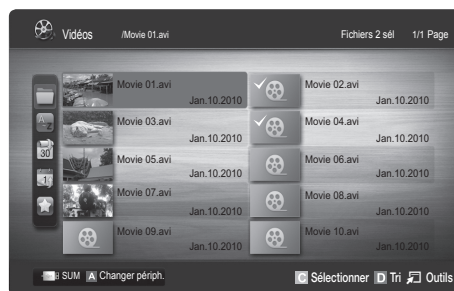 Vidéos /Movie 01.avi Fichiers 2 sél 1/1 Page
Movie 01.avi Movie 02.avi
Jan.10.2010 Jan.10.2010
Movie 03.avi Movie 04.avi
Jan.10.2010 Jan.10.2010
Movie 05.avi Movie 06.avi
Jan.10.2010 Jan.10.2010
Movie 07.avi Movie 08.avi
Jan.10.2010 Jan.10.2010
Movie 09.avi Movie 10.avi
Jan.10.2010 Jan.10.2010
SUM A Changer périph. C Sélectionner D Tri Outils